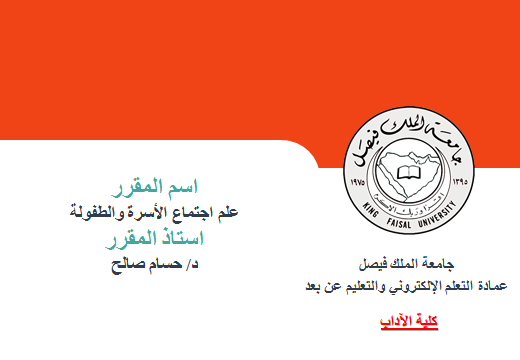 اسم المقرر
علم اجتماع الأسرة والطفولة
استاذ المقرر
د/ حسام صالح
جامعة الملك فيصل
١٩٧٥
١٣٩٥
KING FAISAL UNIVERSITY
جامعة الملك فيصل
عمادة التعلم الإلكتروني والتعليم عن بعد
كلية الآداب